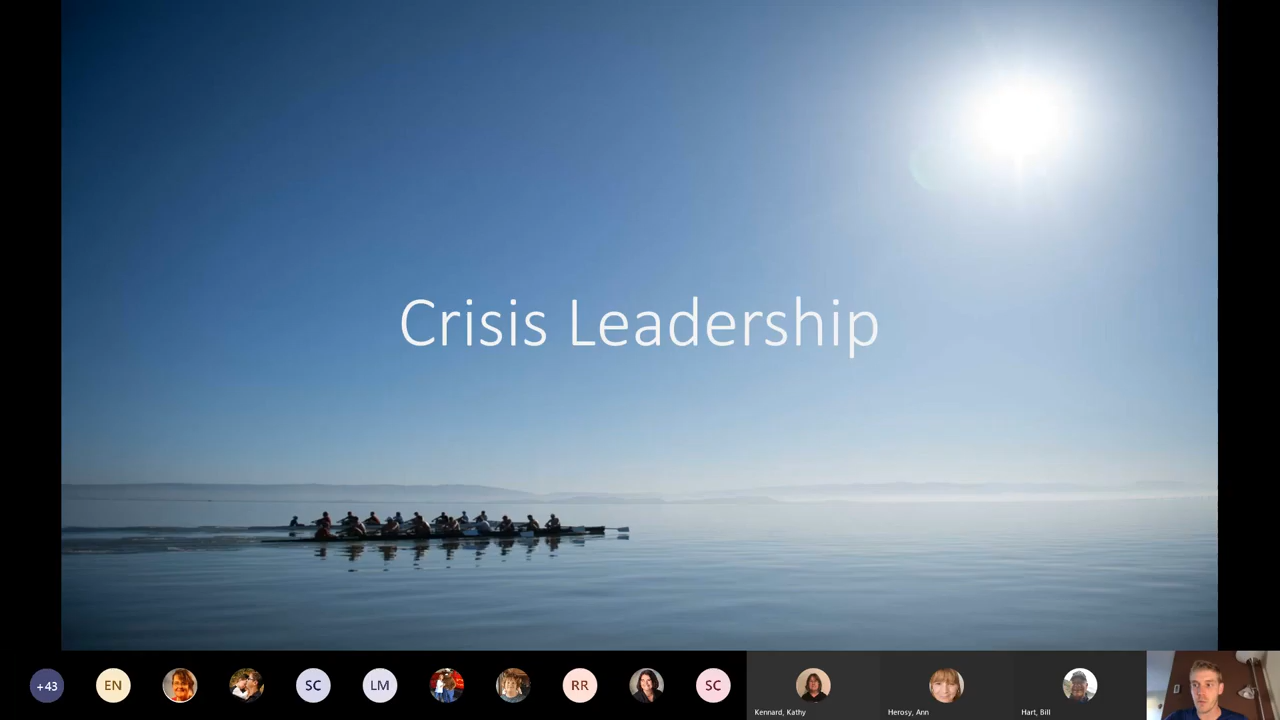 Crisis Leadership
+43
EN
SC
LM
RR
SC
Kennard, Kathy
Herosy, Ann
Hart, Bill